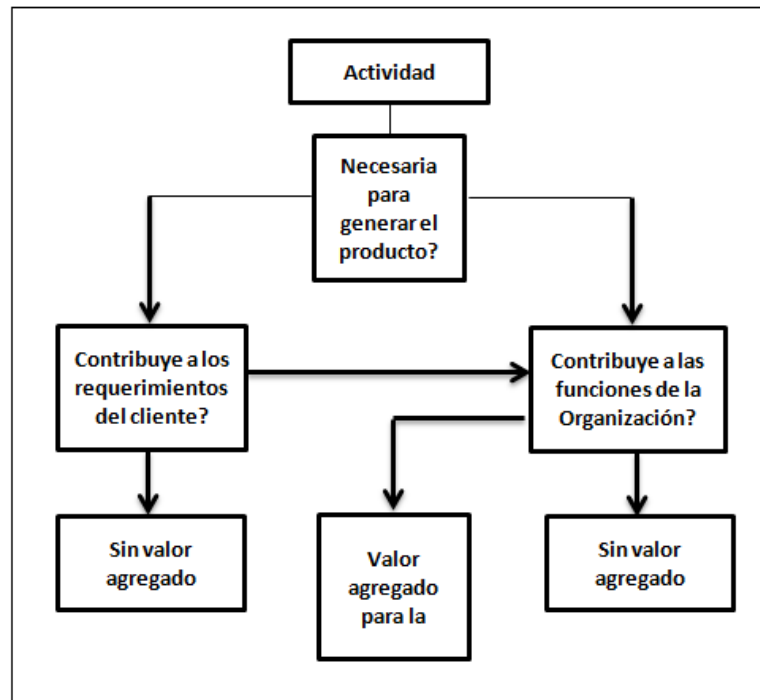 Actividad
Necesaria
para
generar el
producto?
Contribuye a los
requerimientos
del cliente?
Contribuye a las
funciones de la
Organización?
Sin valor
agregado
Valor
agregado
para la
Sin valor
agregado